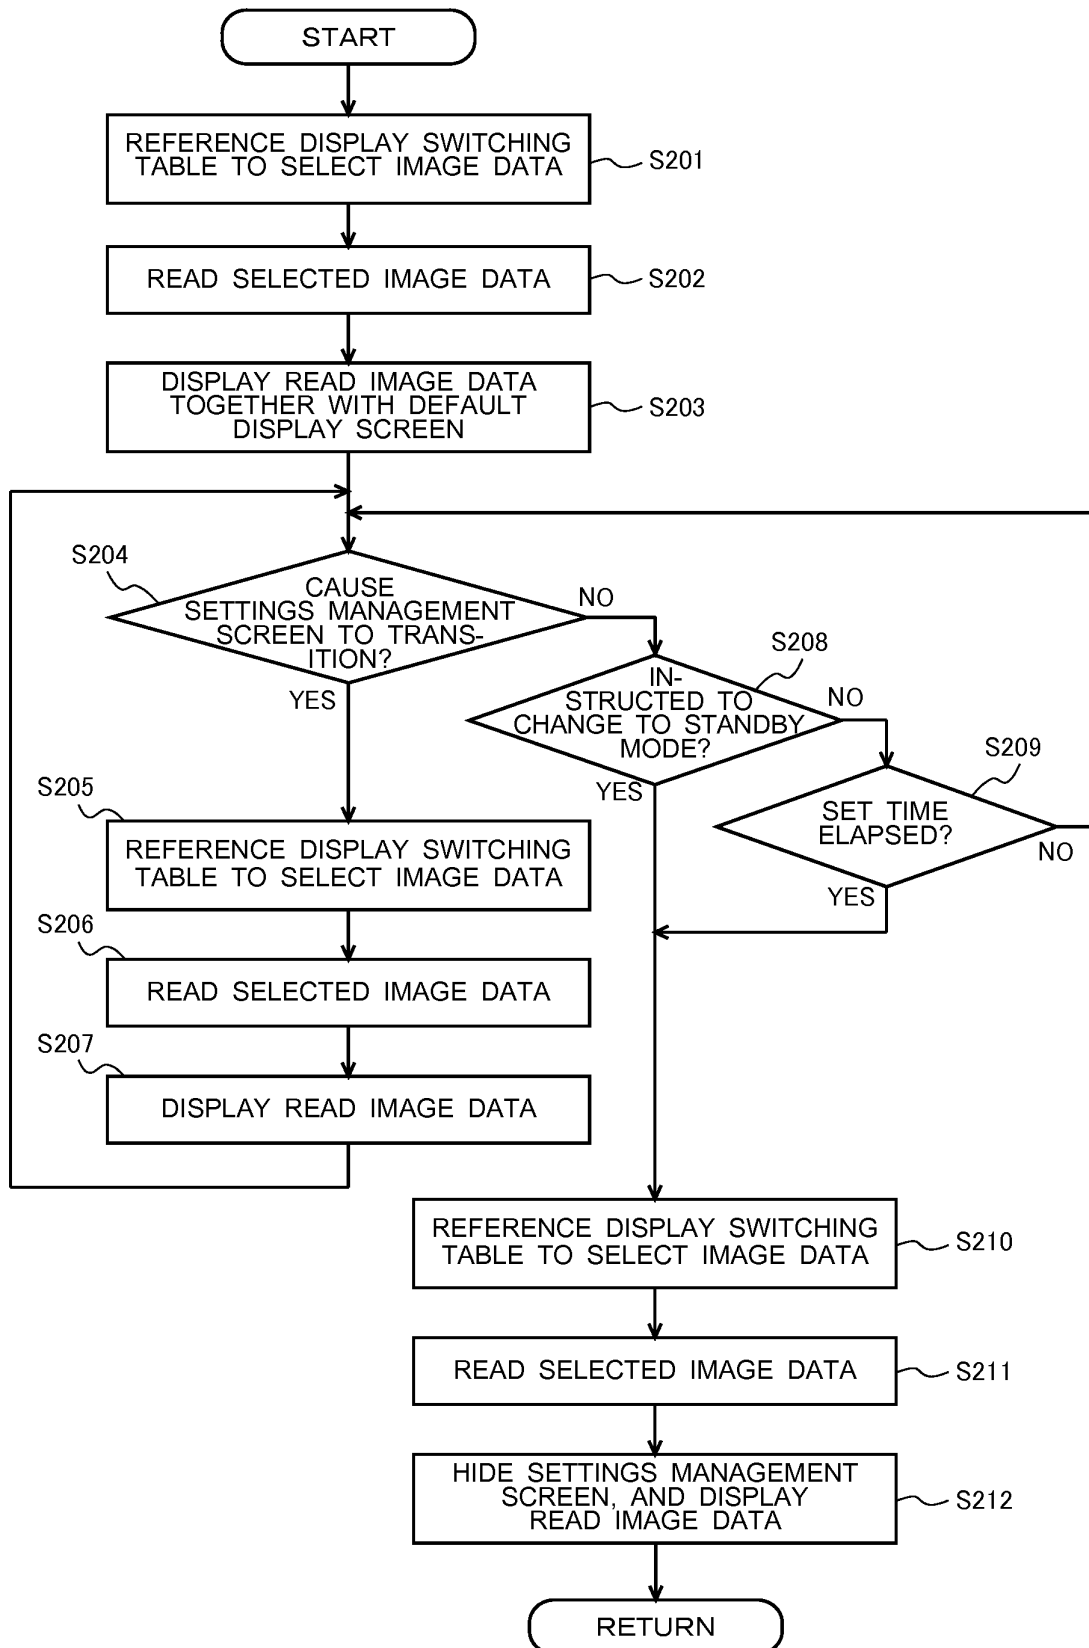 START
REFERENCE DISPLAY SWITCHING
TABLE TO SELECT IMAGE DATA
S201
READ SELECTED IMAGE DATA
S202
DISPLAY READ IMAGE DATA
TOGETHER WITH DEFAULT
DISPLAY SCREEN
S203
S204
CAUSE
SETTINGS MANAGEMENT
SCREEN TO TRANS-
ITION?
NO
YES
S208
IN-
STRUCTED TO
CHANGE TO STANDBY
MODE?
NO
YES
S209
SET TIME
ELAPSED?
NO
YES
S205
REFERENCE DISPLAY SWITCHING
TABLE TO SELECT IMAGE DATA
S206
READ SELECTED IMAGE DATA
S207
DISPLAY READ IMAGE DATA
REFERENCE DISPLAY SWITCHING
TABLE TO SELECT IMAGE DATA
S210
READ SELECTED IMAGE DATA
S211
HIDE SETTINGS MANAGEMENT
SCREEN, AND DISPLAY
READ IMAGE DATA
S212
RETURN